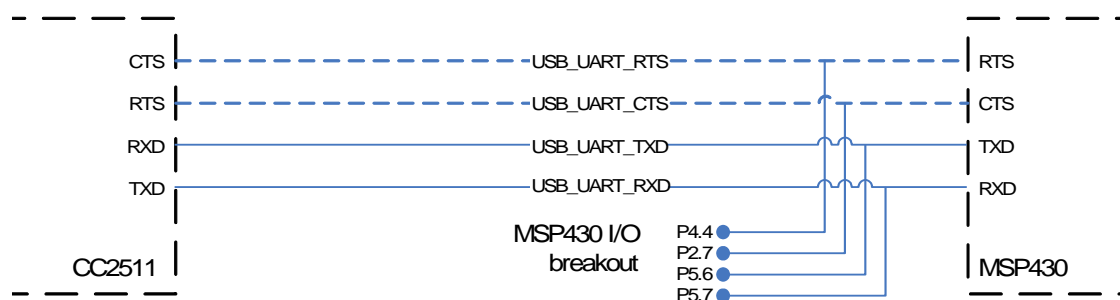 CTS USB_UART_RTS RTS
RTS USB_UART_CTS CTS
RXD USB_UART_TXD TXD
TXD USB_UART_RXD RXD
MSP430 I/O P4.4
breakout P2.7
P5.6
CC2511 MSP430
P5.7